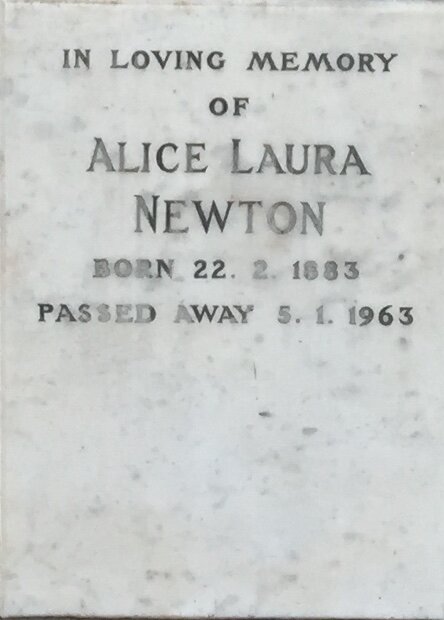 IN LOVING MEMORY
OF
ALICE LAURA
NEWTON
BORN 22. 2. 1883
PASSED AWAY 5. 1. 1963